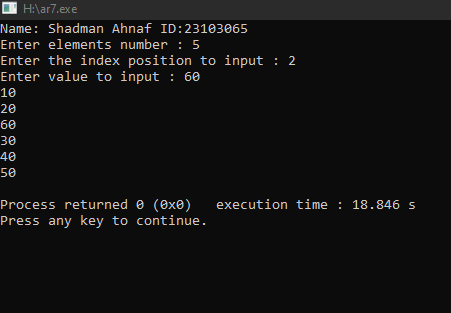 H:\ar7.exe
Name: Shadman Ahnaf ID:23103065
Enter elements number : 5
Enter the index position to input : 2
Enter value to input : 60
10
20
60
30
40
50
Process returned 0 (0x0)   execution time : 18.846 s
Press any key to continue.